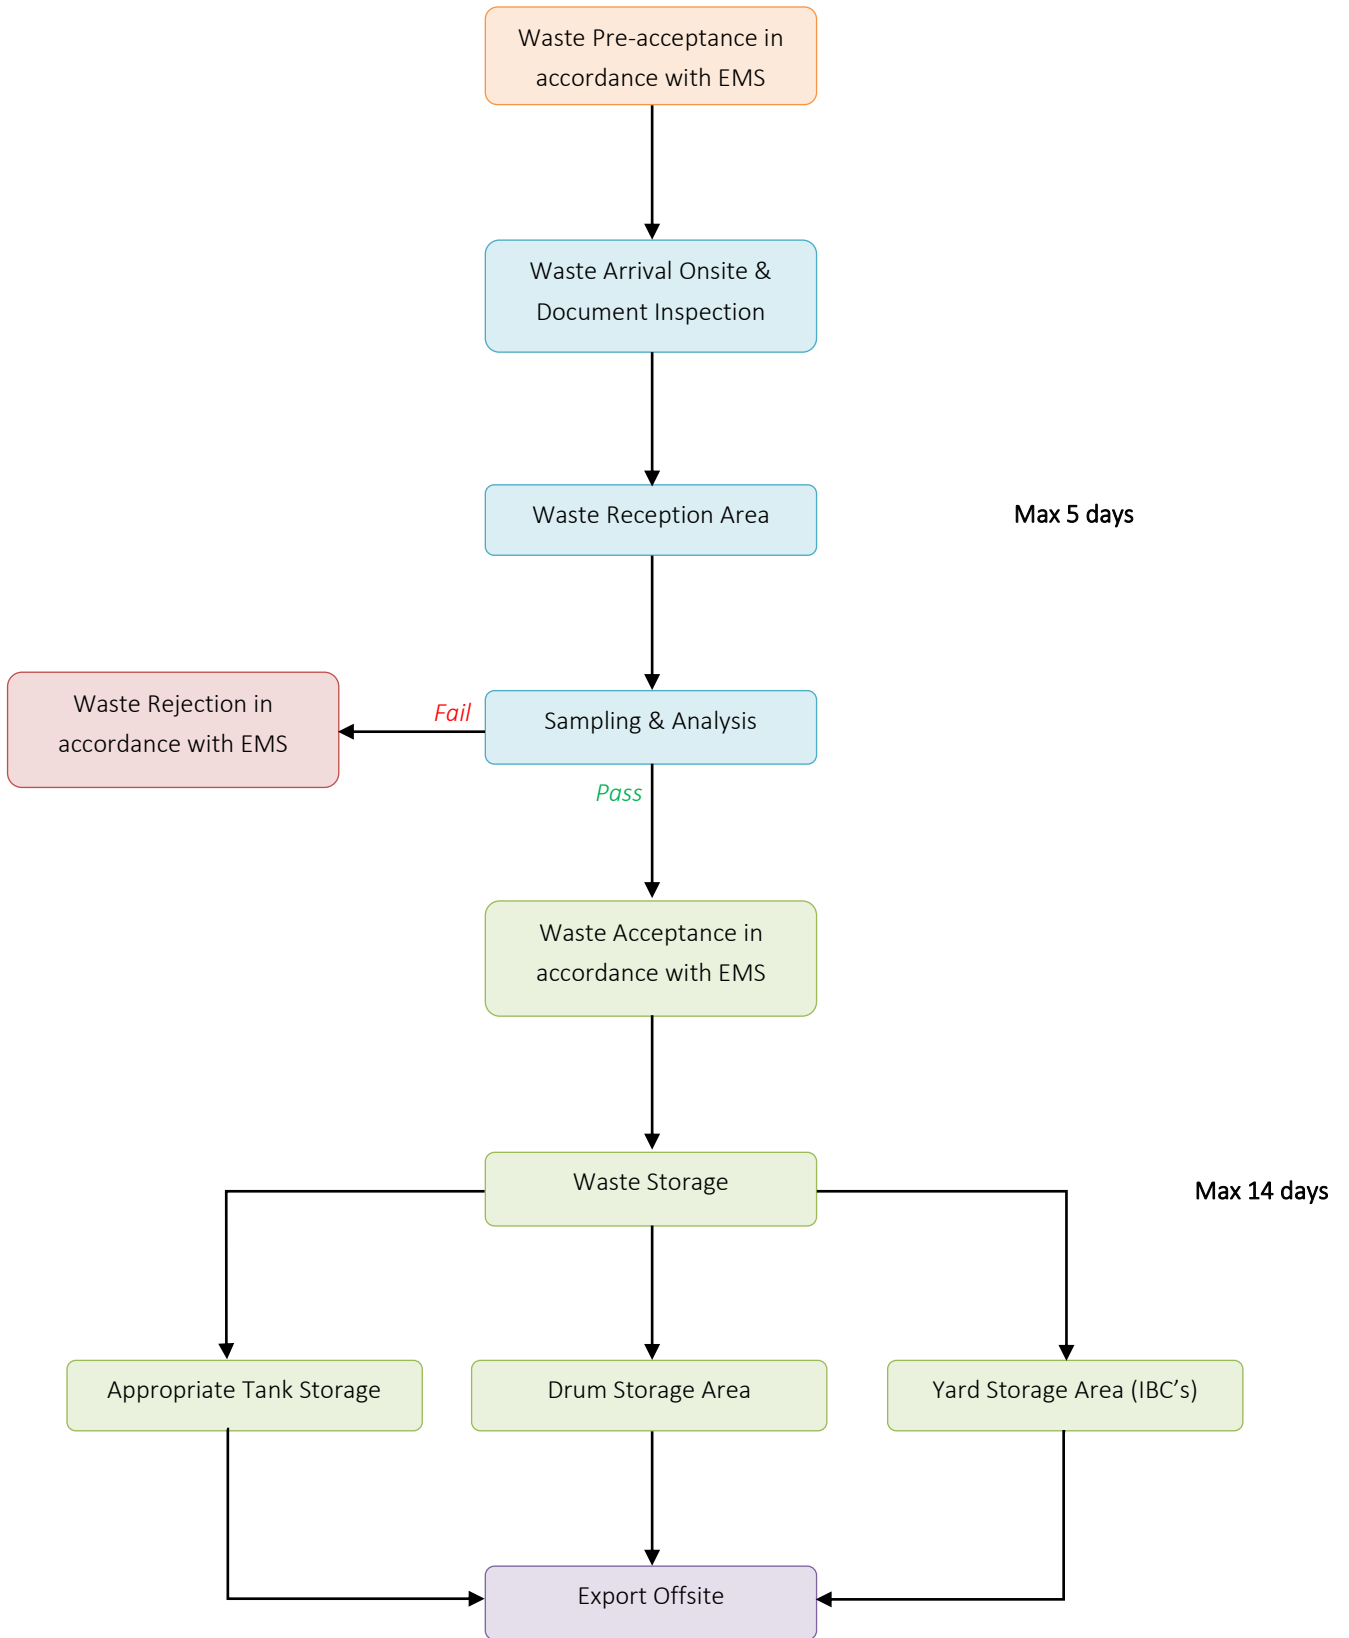 Waste Pre-acceptance in
accordance with EMS
Waste Arrival Onsite &
Document Inspection
Waste Reception Area
Max 5 days
Waste Rejection in
accordance with EMS
Fail
Sampling & Analysis
Pass
Waste Acceptance in
accordance with EMS
Waste Storage
Max 14 days
Appropriate Tank Storage
Drum Storage Area
Yard Storage Area (IBC’s)
Export Offsite